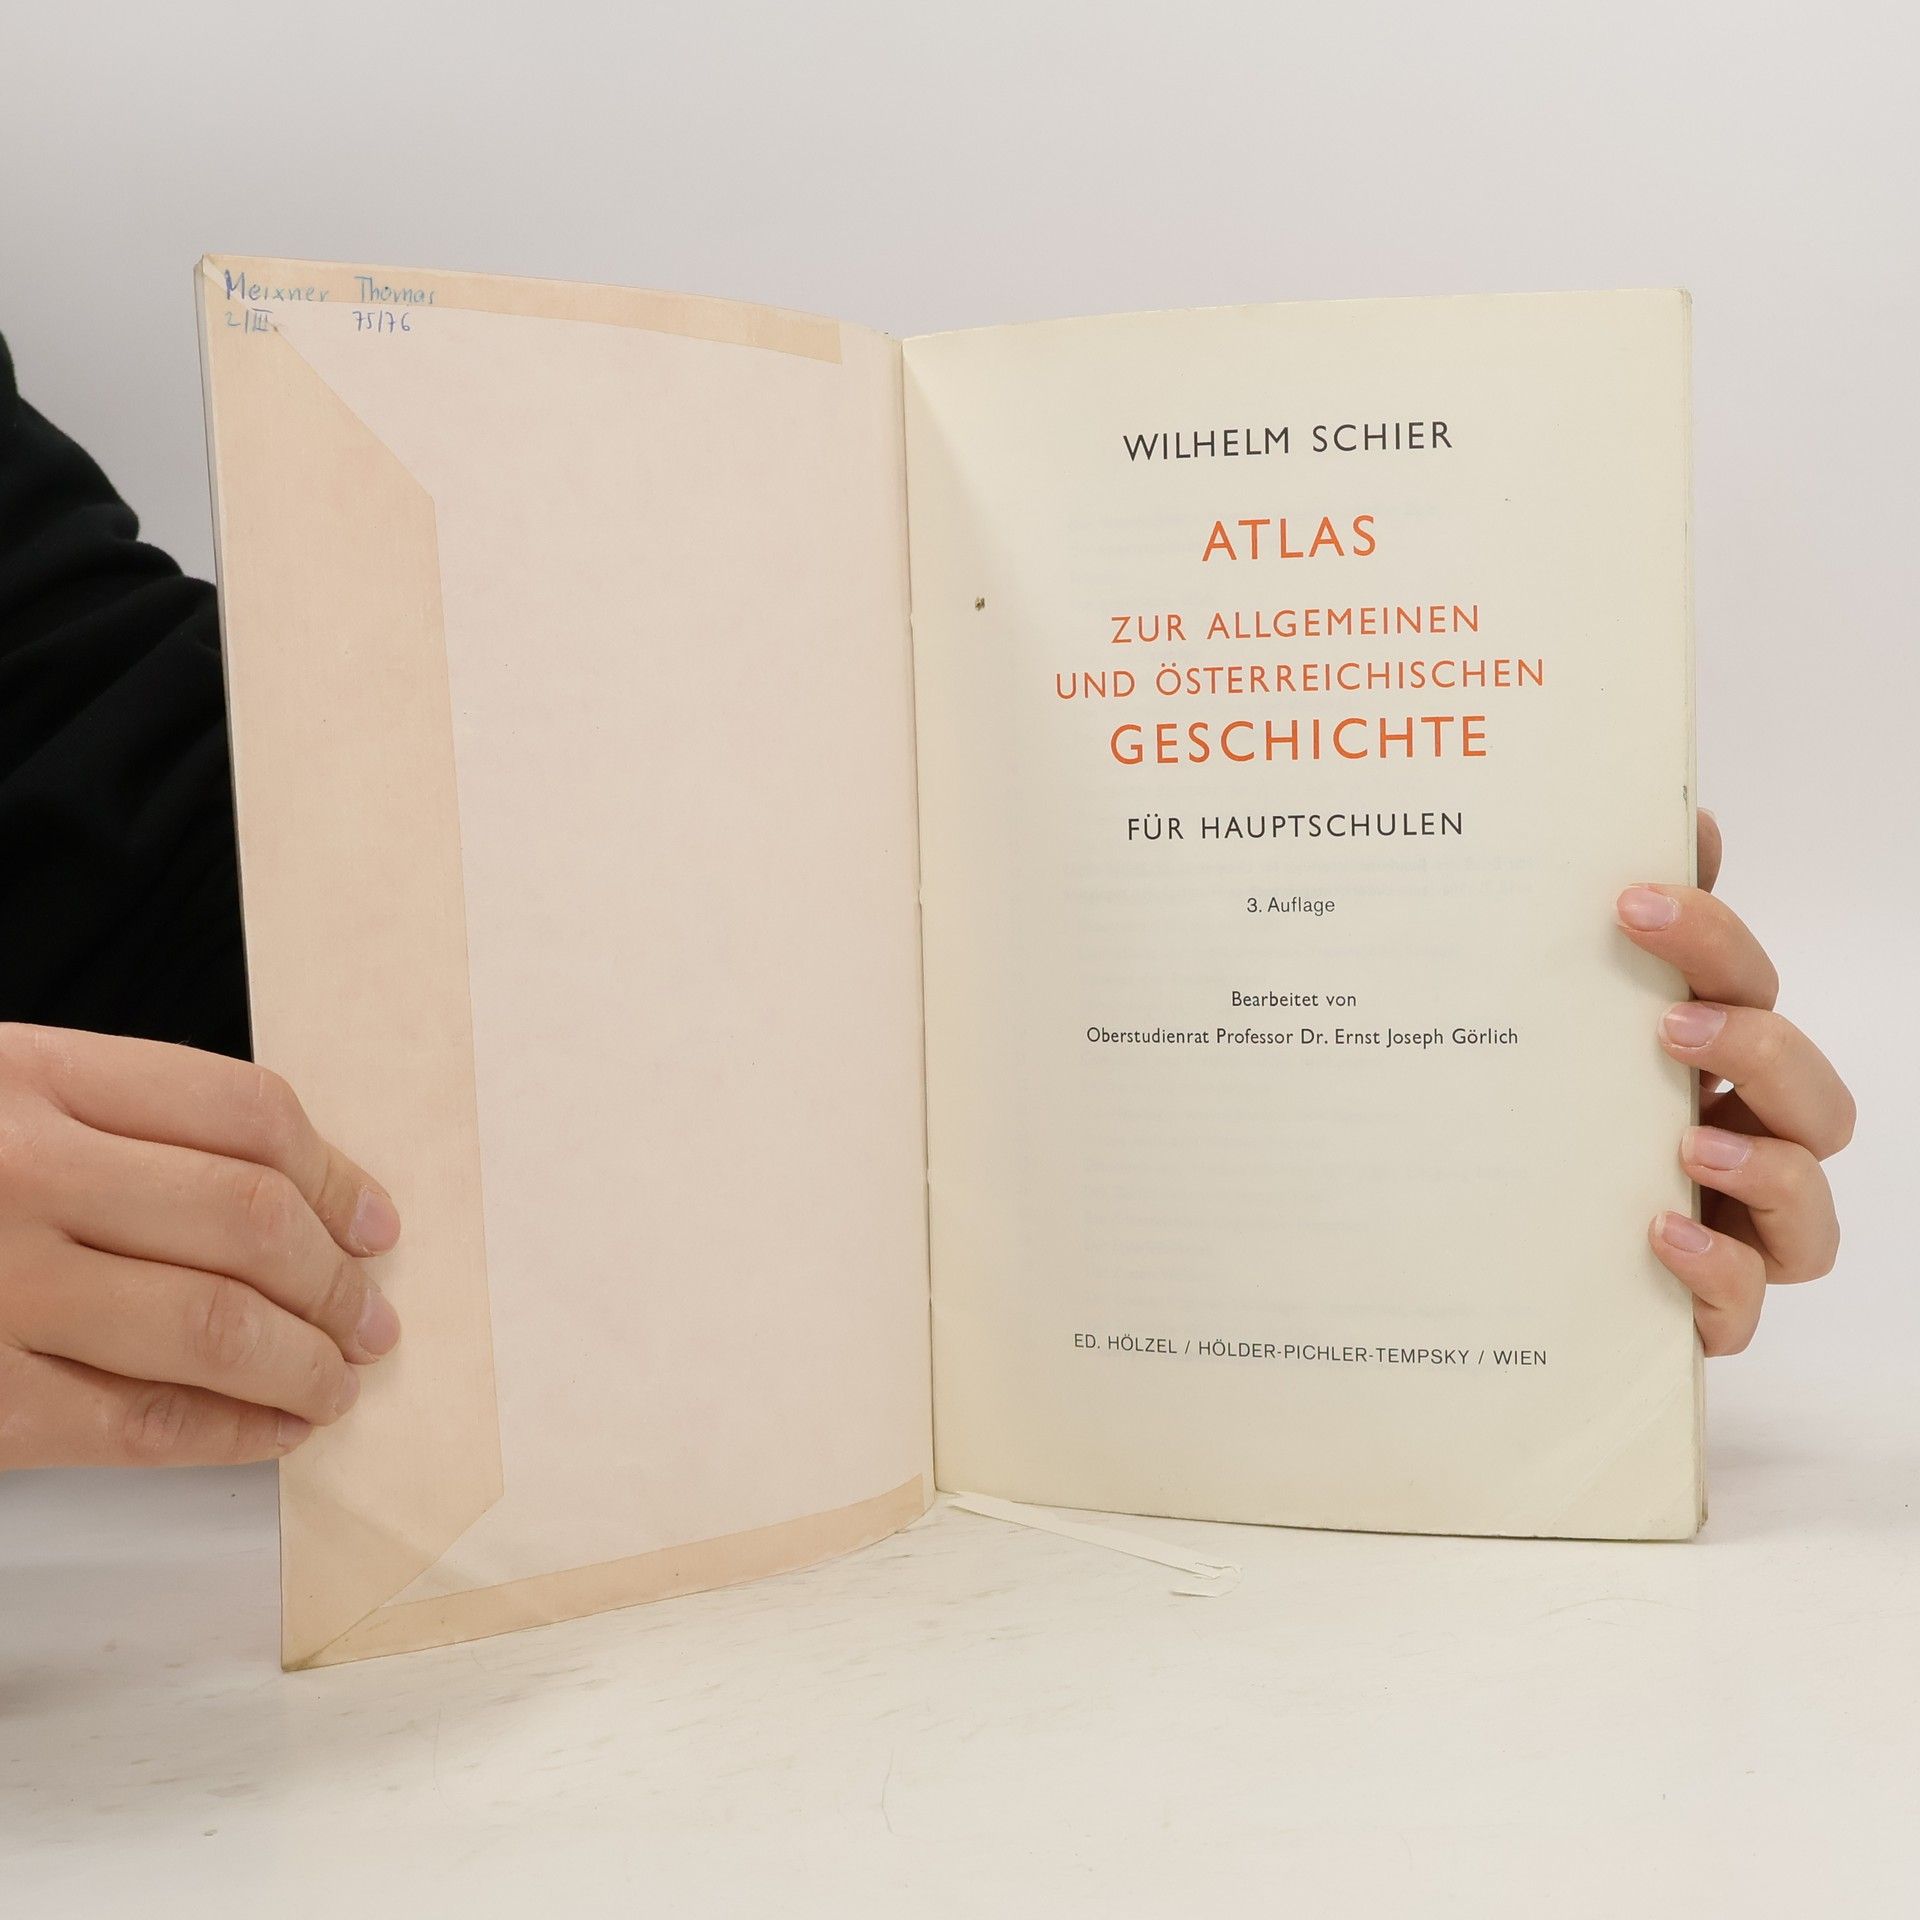 Meixner Thomas
2/III. 75/76
WILHELM SCHIER
ATLAS
ZUR ALLGEMEINEN
UND ÖSTERREICHISCHEN
GESCHICHTE
FÜR HAUPTSCHULEN
3. Auflage
Bearbeitet von
Oberstudienrat Professor Dr. Ernst Joseph Görlich
ED. HÖLZEL / HÖLDER-PICHLER-TEMPSKY / WIEN